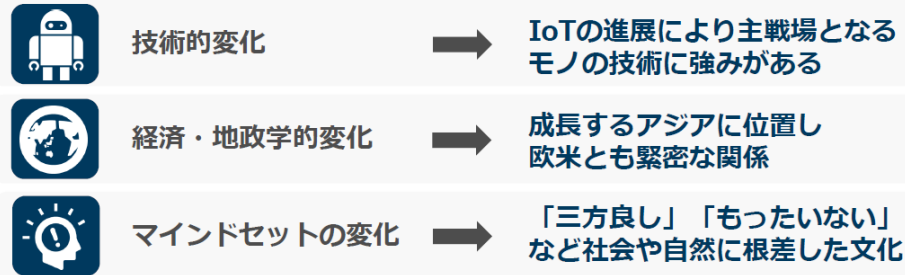 技術的変化
IoTの進展により主戦場となる
モノの技術に強みがある
経済・地政学的変化
成長するアジアに位置し
欧米とも緊密な関係
マインドセットの変化
「三方良し」「もったいない」
など社会や自然に根差した文化